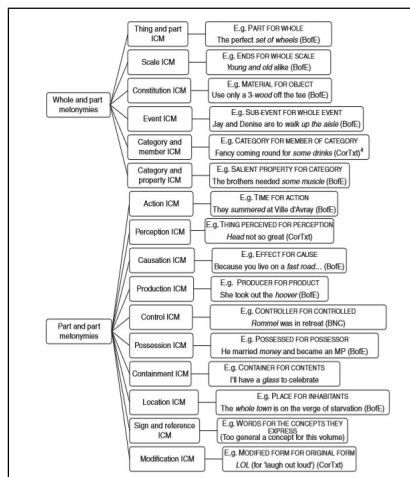 Whole and part
metonymies
Thing and part
ICM
E.g. PART FOR WHOLE
The perfect set of wheels (BofE)
Scale ICM
E.g. ENDS FOR WHOLE SCALE
Young and old alike (BofE)
Constitution ICM
E.g. MATERIAL FOR OBJECT
Use only a 3-wood off the tee (BofE)
Event ICM
E.g. SUB-EVENT FOR WHOLE EVENT
Jay and Denise are to walk up the aisle (BofE)
Category and
member ICM
E.g. CATEGORY FOR MEMBER OF CATEGORY
Fancy coming round for some drinks (CorTxt)⁴
Category and
property ICM
E.g. SALIENT PROPERTY FOR CATEGORY
The brothers needed some muscle (BofE)
Part and part
metonymies
Action ICM
E.g. TIME FOR ACTION
They summered at Ville d'Avray (BofE)
Perception ICM
E.g. THING PERCEIVED FOR PERCEPTION
Head not so great (CorTxt)
Causation ICM
E.g. EFFECT FOR CAUSE
Because you live on a fast road... (BofE)
Production ICM
E.g. PRODUCER FOR PRODUCT
She took out the hoover (BofE)
Control ICM
E.g. CONTROLLER FOR CONTROLLED
Rommel was in retreat (BNC)
Possession ICM
E.g. POSSESSED FOR POSSESSOR
He married money and became an MP (BofE)
Containment ICM
E.g. CONTAINER FOR CONTENTS
I'll have a glass to celebrate
Location ICM
E.g. PLACE FOR INHABITANTS
The whole town is on the verge of starvation (BofE)
Sign and reference
ICM
E.g. WORDS FOR THE CONCEPTS THEY
EXPRESS
(Too general a concept for this volume)
Modification ICM
E.g. MODIFIED FORM FOR ORIGINAL FORM
LOL (for 'laugh out loud') (CorTxt)